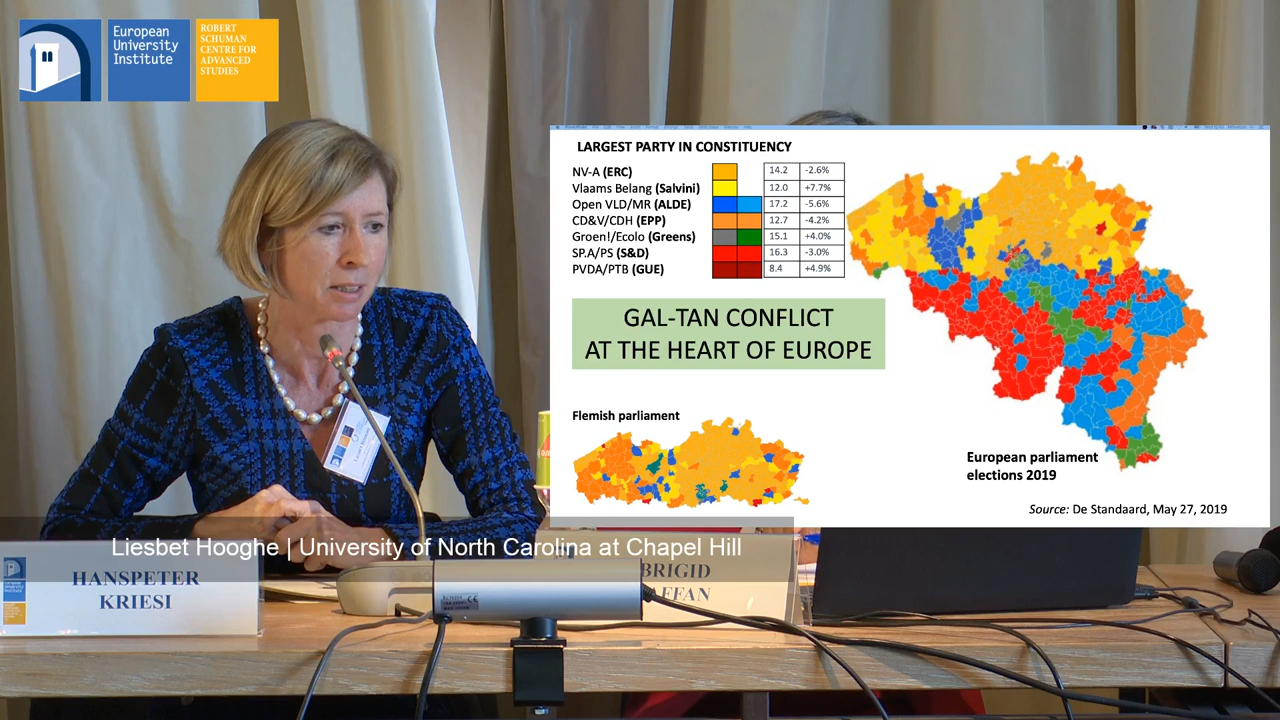 European
University
Institute
ROBERT
SCHUMAN
CENTRE FOR
ADVANCED
STUDIES
LARGEST PARTY IN CONSTITUENCY
NV-A (ERC) 14.2 -2.6%
Vlaams Belang (Salvini) 12.0 +7.7%
Open VLD/MR (ALDE) 17.2 -5.6%
CD&V/CDH (EPP) 12.7 -4.2%
Groen!/Ecolo (Greens) 15.1 +4.0%
SP.A/PS (S&D) 16.3 -3.0%
PVDA/PTB (GUE) 8.4 +4.9%
GAL-TAN CONFLICT
AT THE HEART OF EUROPE
Flemish parliament
European parliament
elections 2019
Source: De Standaard, May 27, 2019
Liesbet Hooghe | University of North Carolina at Chapel Hill
HANSPETER
KRIESI
BRIGID
AFFAN